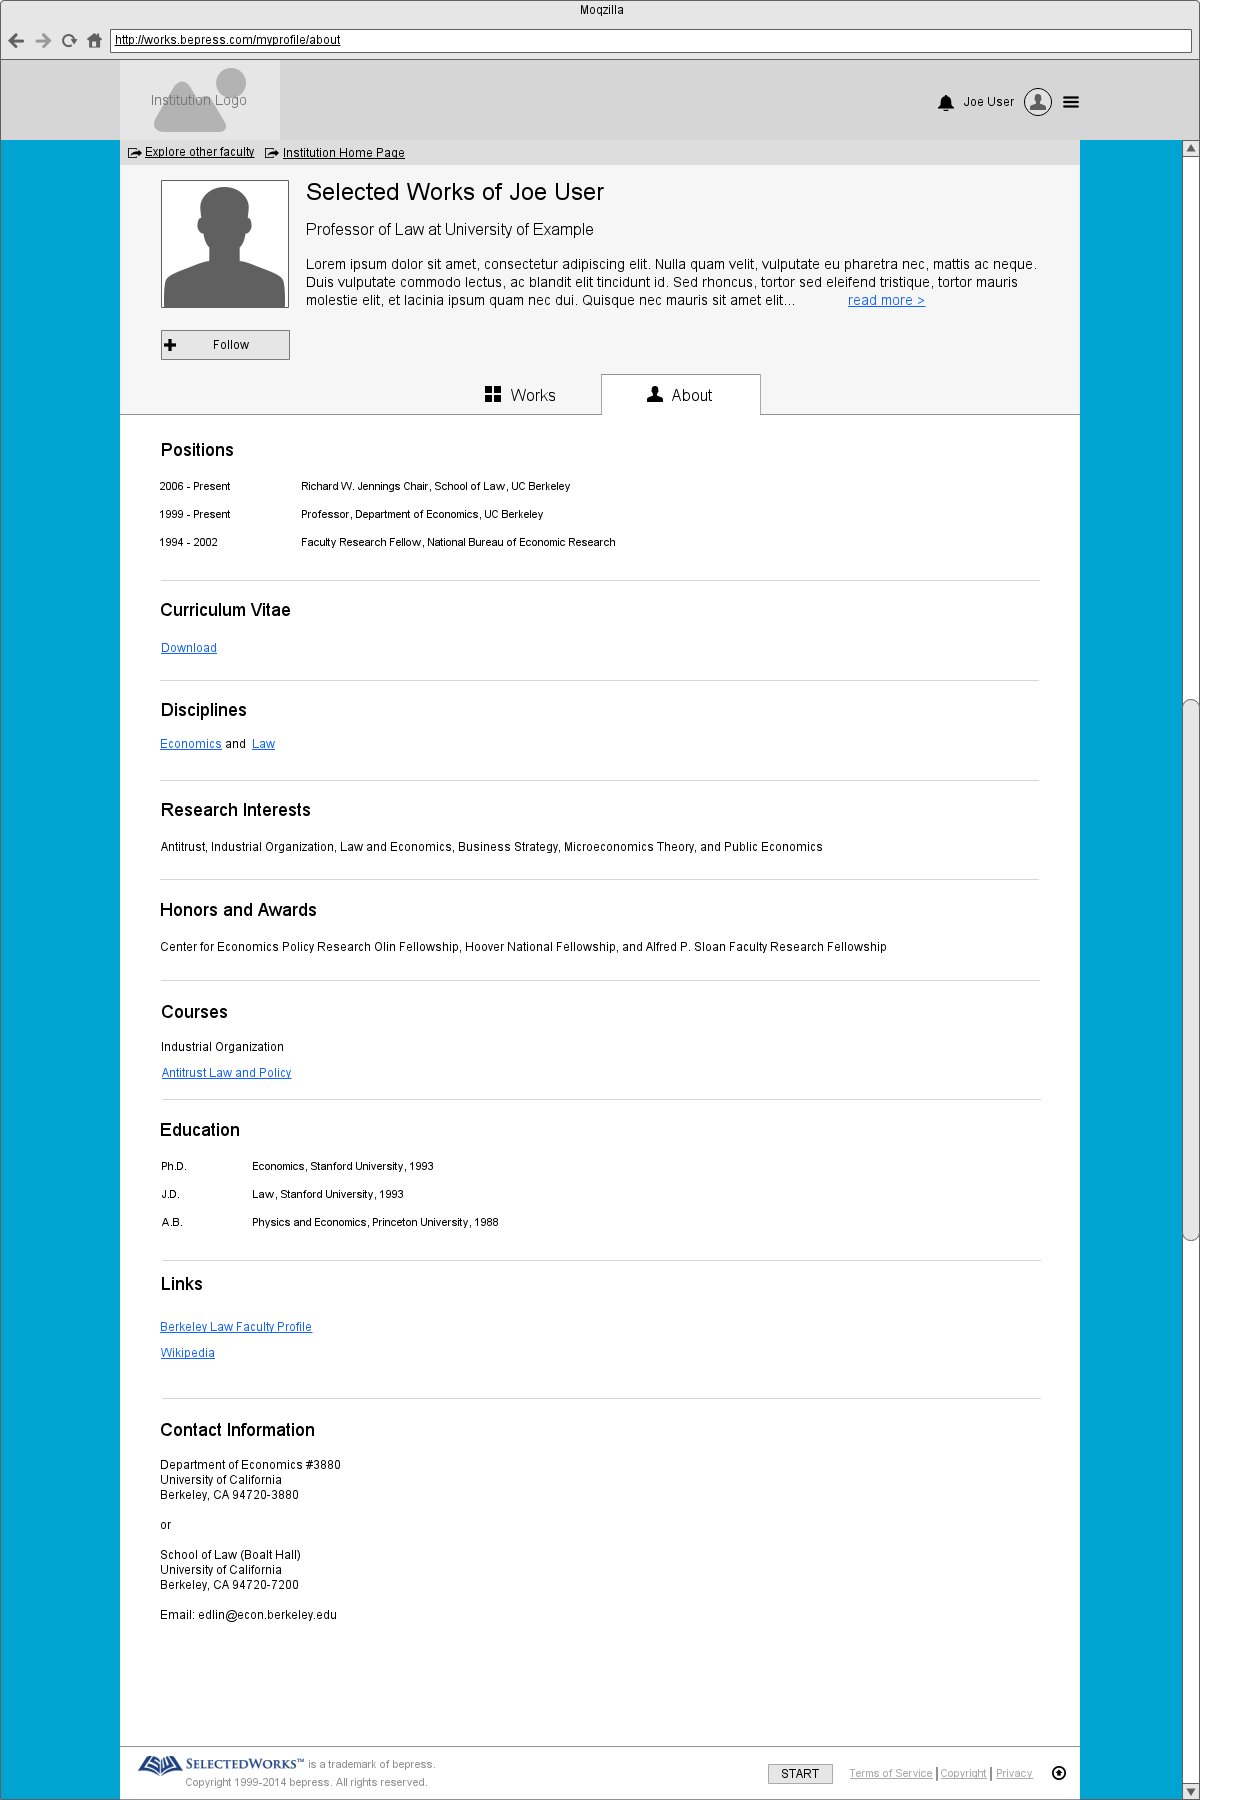 Moqzilla
http://works.bepress.com/myprofile/about
Institution Logo
Joe User
Explore other faculty Institution Home Page
Selected Works of Joe User
Professor of Law at University of Example
Lorem ipsum dolor sit amet, consectetur adipiscing elit. Nulla quam velit, vulputate eu pharetra nec, mattis ac neque.
Duis vulputate commodo lectus, ac blandit elit tincidunt id. Sed rhoncus, tortor sed eleifend tristique, tortor mauris
molestie elit, et lacinia ipsum quam nec dui. Quisque nec mauris sit amet elit... read more >
Follow
Works About
Positions
2006 - Present Richard W. Jennings Chair, School of Law, UC Berkeley
1999 - Present Professor, Department of Economics, UC Berkeley
1994 - 2002 Faculty Research Fellow, National Bureau of Economic Research
Curriculum Vitae
Download
Disciplines
Economics and Law
Research Interests
Antitrust, Industrial Organization, Law and Economics, Business Strategy, Microeconomics Theory, and Public Economics
Honors and Awards
Center for Economics Policy Research Olin Fellowship, Hoover National Fellowship, and Alfred P. Sloan Faculty Research Fellowship
Courses
Industrial Organization
Antitrust Law and Policy
Education
Ph.D. Economics, Stanford University, 1993
J.D. Law, Stanford University, 1993
A.B. Physics and Economics, Princeton University, 1988
Links
Berkeley Law Faculty Profile
Wikipedia
Contact Information
Department of Economics #3880
University of California
Berkeley, CA 94720-3880
or
School of Law (Boalt Hall)
University of California
Berkeley, CA 94720-7200
Email: edlin@econ.berkeley.edu
SELECTEDWORKS™ is a trademark of bepress.
Copyright 1999-2014 bepress. All rights reserved.
START
Terms of Service | Copyright | Privacy